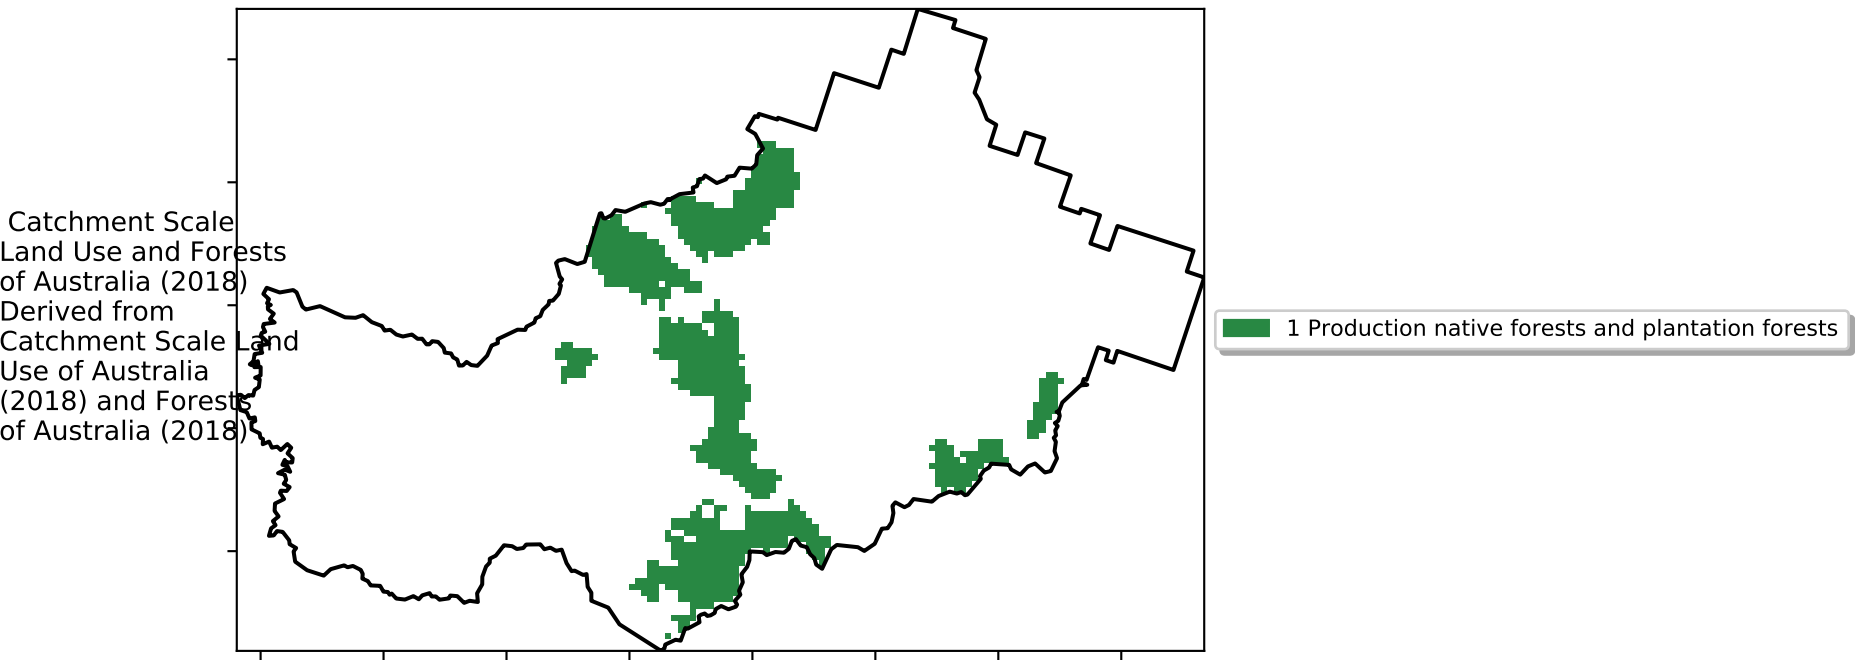 Catchment Scale
Land Use and Forests
of Australia (2018)
Derived from
Catchment Scale Land
Use of Australia
(2018) and Forests
of Australia (2018)
1 Production native forests and plantation forests